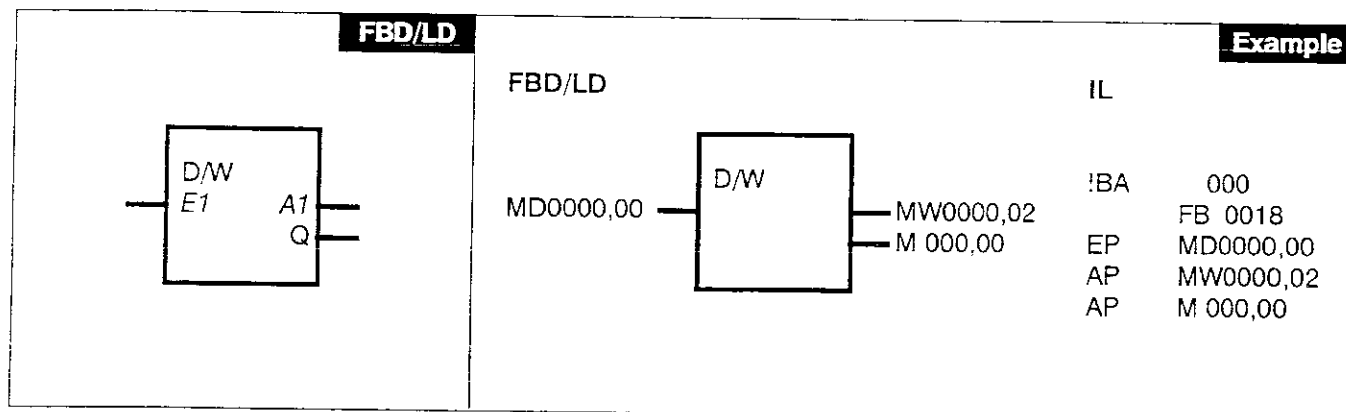 FBD/LD
D/W
E1 A1
Q
Example
FBD/LD
D/W
MD0000,00
MW0000,02
M 000,00
IL
!BA 000
FB 0018
EP MD0000,00
AP MW0000,02
AP M 000,00